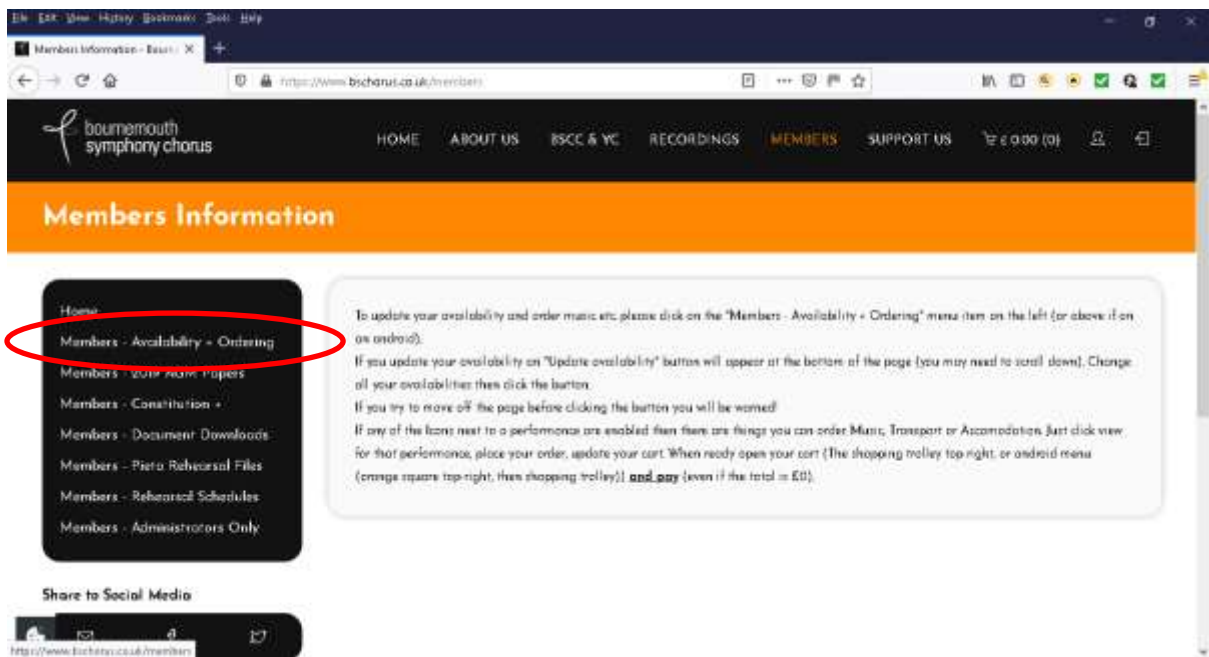 File Edit View History Bookmarks Tools Help
Members Information - Bourn
https://www.bschorus.co.uk/members
bournemouth
symphony chorus
HOME ABOUT US BSCC & YC RECORDINGS MEMBERS SUPPORT US £ 0.00 (0)
Members Information
Home
Members - Availability + Ordering
Members - 2019 AGM Papers
Members - Constitution +
Members - Document Downloads
Members - Pieta Rehearsal Files
Members - Rehearsal Schedules
Members - Administrators Only
To update your availability and order music etc please click on the "Members - Availability + Ordering" menu item on the left (or above if on
an android).
If you update your availability an "Update availability" button will appear at the bottom of the page (you may need to scroll down). Change
all your availabilities then click the button.
If you try to move off the page before clicking the button you will be warned!
If any of the Icons next to a performance are enabled then there are things you can order Music, Transport or Accomodation. Just click view
for that performance, place your order, update your cart. When ready open your cart (The shopping trolley top right, or android menu
(orange square top-right, then shopping trolley)) and pay (even if the total is £0).
Share to Social Media
https://www.bschorus.co.uk/members